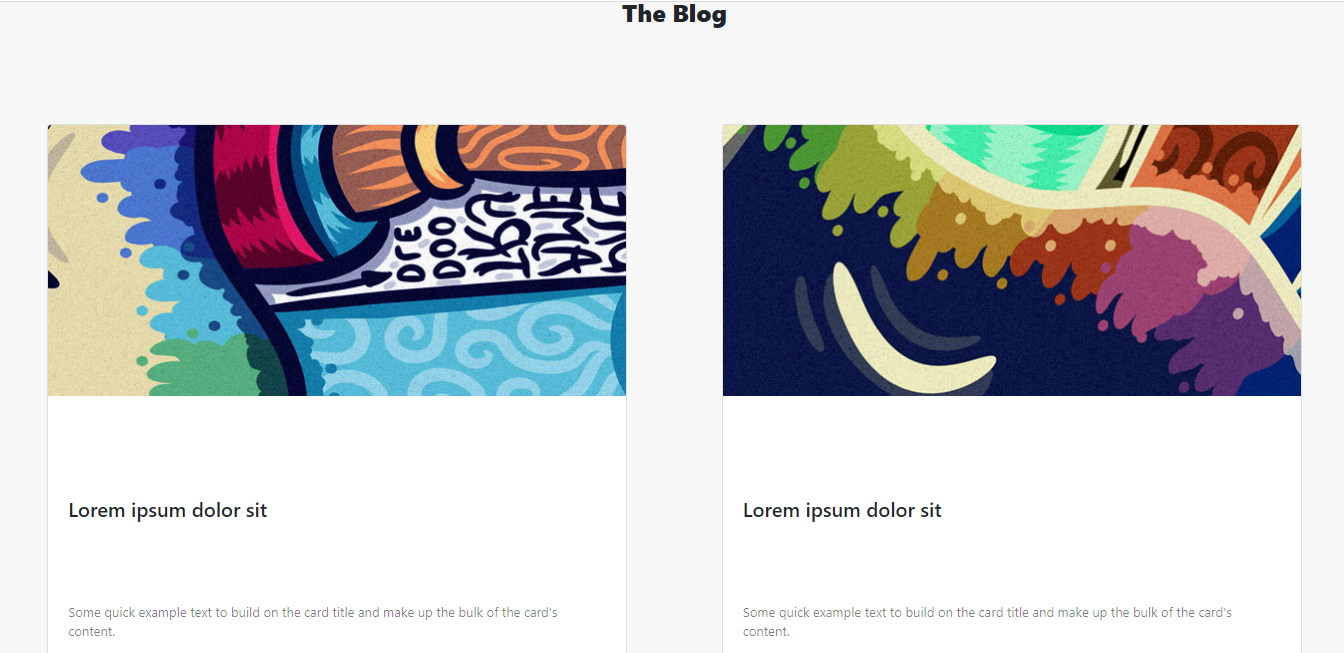 The Blog
DRE
DOO
Lorem ipsum dolor sit
Some quick example text to build on the card title and make up the bulk of the card's
content.
Lorem ipsum dolor sit
Some quick example text to build on the card title and make up the bulk of the card's
content.